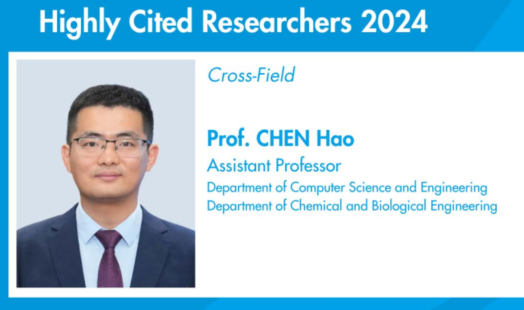 Highly Cited Researchers 2024
Cross-Field
Prof. CHEN Hao
Assistant Professor
Department of Computer Science and Engineering
Department of Chemical and Biological Engineering